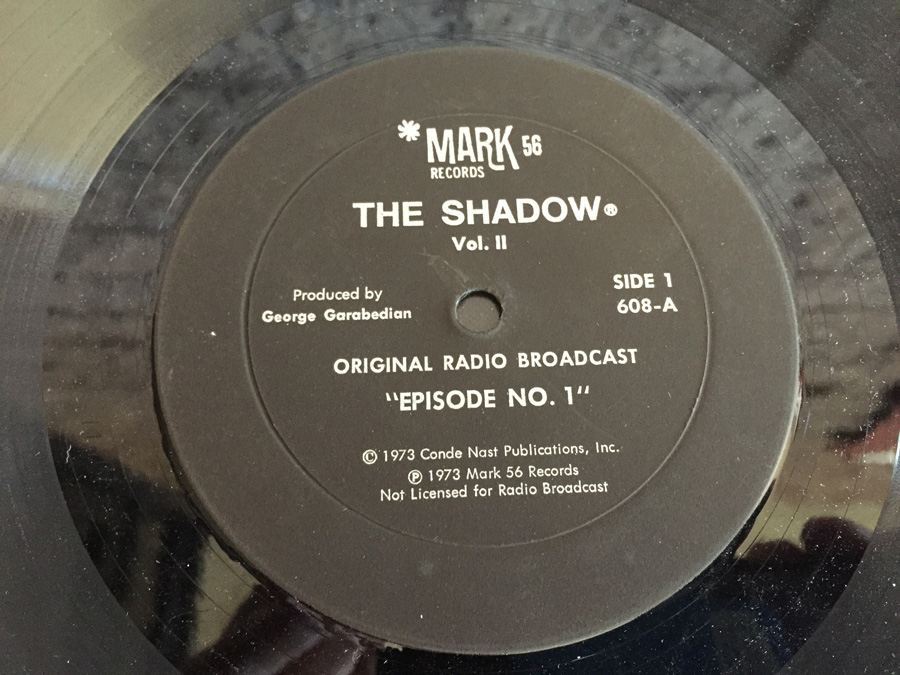 * MARK 56
RECORDS
THE SHADOW®
Vol. II
Produced by
George Garabedian
SIDE 1
608-A
ORIGINAL RADIO BROADCAST
"EPISODE NO. 1"
© 1973 Conde Nast Publications, Inc.
℗ 1973 Mark 56 Records
Not Licensed for Radio Broadcast